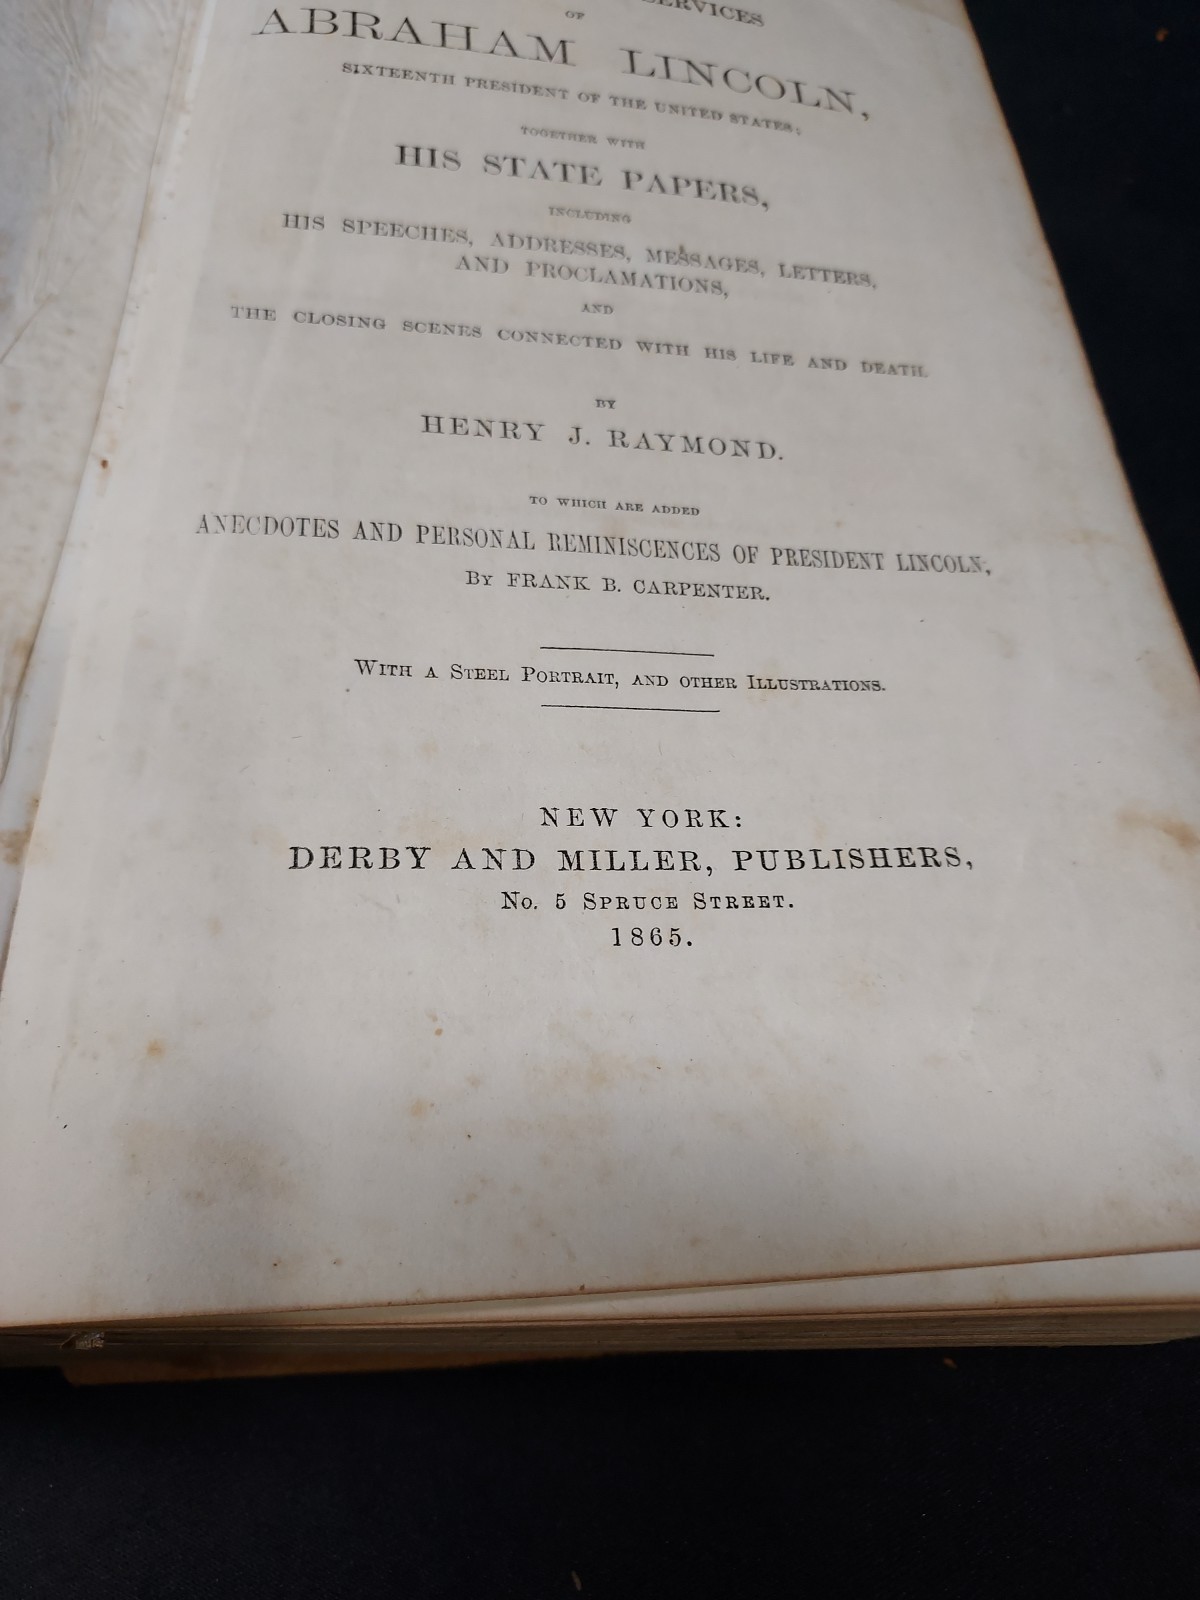 SERVICES
OF
ABRAHAM LINCOLN,
SIXTEENTH PRESIDENT OF THE UNITED STATES;
TOGETHER WITH
HIS STATE PAPERS,
INCLUDING
HIS SPEECHES, ADDRESSES, MESSAGES, LETTERS,
AND PROCLAMATIONS,
AND
THE CLOSING SCENES CONNECTED WITH HIS LIFE AND DEATH.
BY
HENRY J. RAYMOND.
TO WHICH ARE ADDED
ANECDOTES AND PERSONAL REMINISCENCES OF PRESIDENT LINCOLN,
BY FRANK B. CARPENTER.
WITH A STEEL PORTRAIT, AND OTHER ILLUSTRATIONS.
NEW YORK:
DERBY AND MILLER, PUBLISHERS,
No. 5 SPRUCE STREET.
1865.